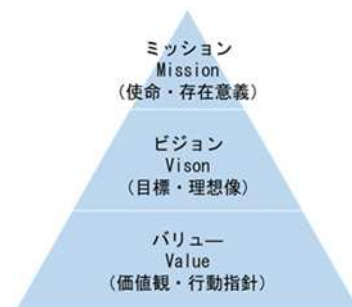 ミッション
Mission
（使命・存在意義）
ビジョン
Vison
（目標・理想像）
バリュー
Value
（価値観・行動指針）